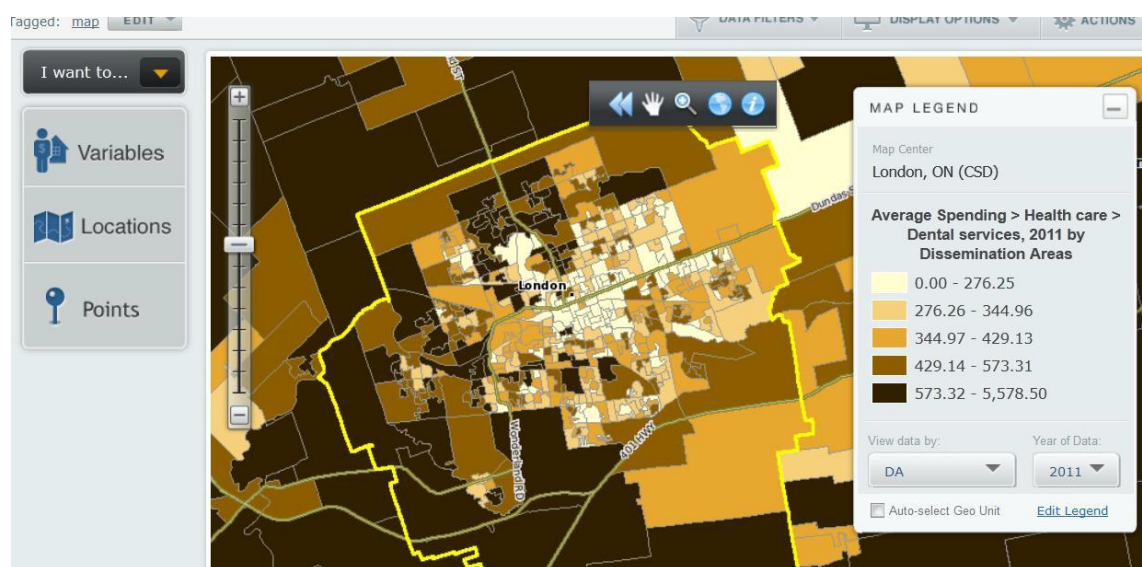 Tagged: map EDIT
DATA FILTERS
DISPLAY OPTIONS
ACTIONS
I want to...
Variables
Locations
Points
London
Dundas
Wonderland RD
401 HWY
MAP LEGEND
Map Center
London, ON (CSD)
Average Spending > Health care >
Dental services, 2011 by
Dissemination Areas
0.00 - 276.25
276.26 - 344.96
344.97 - 429.13
429.14 - 573.31
573.32 - 5,578.50
View data by:
Year of Data:
DA
2011
Auto-select Geo Unit
Edit Legend